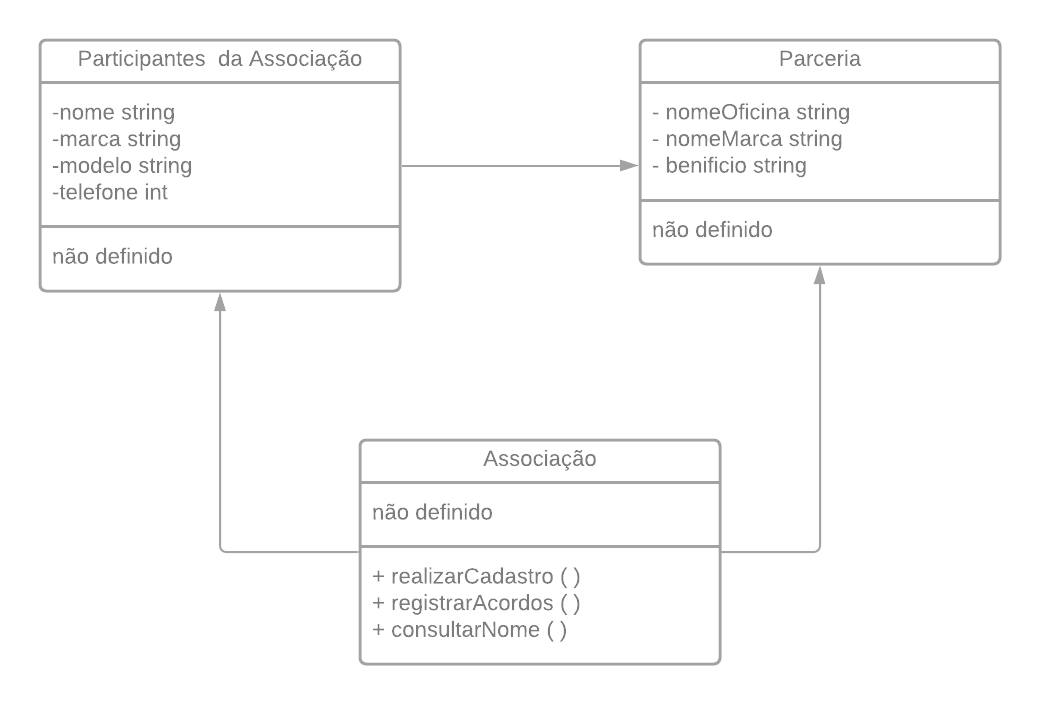 Participantes  da Associação
-nome string
-marca string
-modelo string
-telefone int
não definido
Parceria
- nomeOficina string
- nomeMarca string
- benificio string
não definido
Associação
não definido
+ realizarCadastro ( )
+ registrarAcordos ( )
+ consultarNome ( )